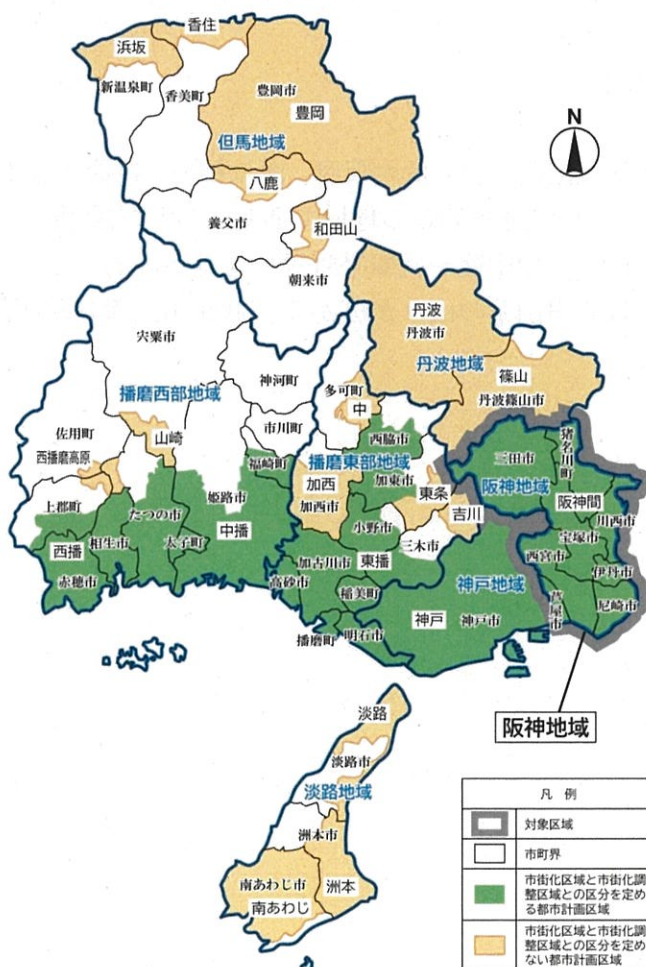 香住
浜坂
新温泉町
香美町
豊岡市
豊岡
但馬地域
N
八鹿
養父市
和田山
朝来市
宍粟市
丹波
丹波市
丹波地域
神河町
多可町
中
篠山
丹波篠山市
播磨西部地域
佐用町
西播磨高原
山崎
市川町
西脇市
猪名川町
三田市
福崎町
播磨東部地域
阪神地域
加西
加西市
加東市
東条
阪神間
上郡町
姫路市
たつの市
中播
小野市
吉川
川西市
宝塚市
西播
相生市
太子町
三木市
西宮市
伊丹市
赤穂市
加古川市
東播
高砂市
稲美町
神戸地域
芦屋市
尼崎市
神戸
神戸市
播磨町
明石市
阪神地域
淡路
淡路市
淡路地域
洲本市
南あわじ市
洲本
南あわじ
凡 例
対象区域
市町界
市街化区域と市街化調
整区域との区分を定め
る都市計画区域
市街化区域と市街化調
整区域との区分を定め
ない都市計画区域